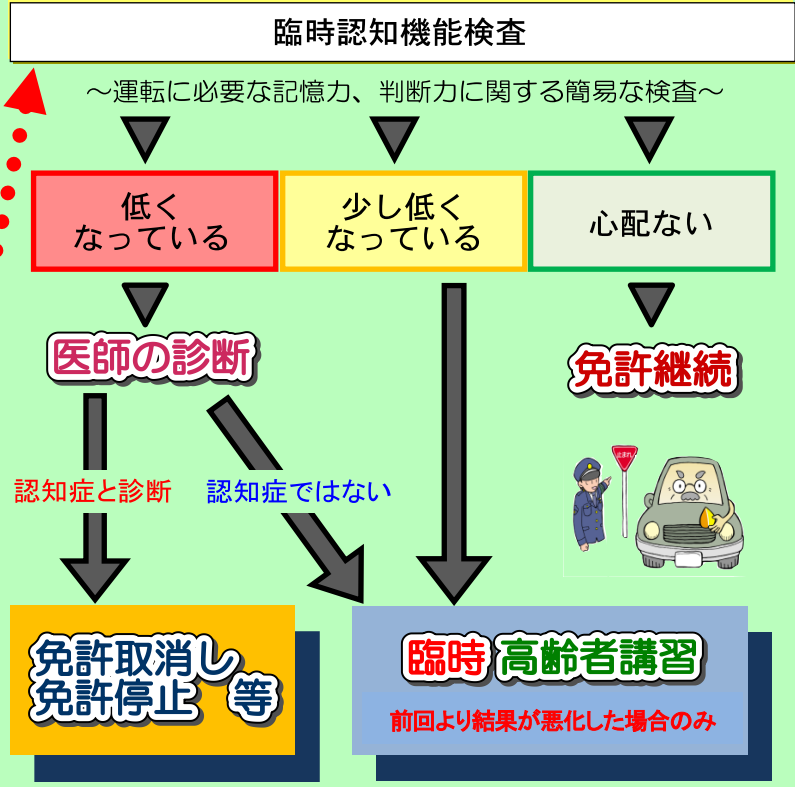 臨時認知機能検査
～運転に必要な記憶力、判断力に関する簡易な検査～
低く
なっている
少し低く
なっている
心配ない
医師の診断
免許継続
止まれ
認知症と診断
認知症ではない
免許取消し
免許停止 等
臨時 高齢者講習
前回より結果が悪化した場合のみ